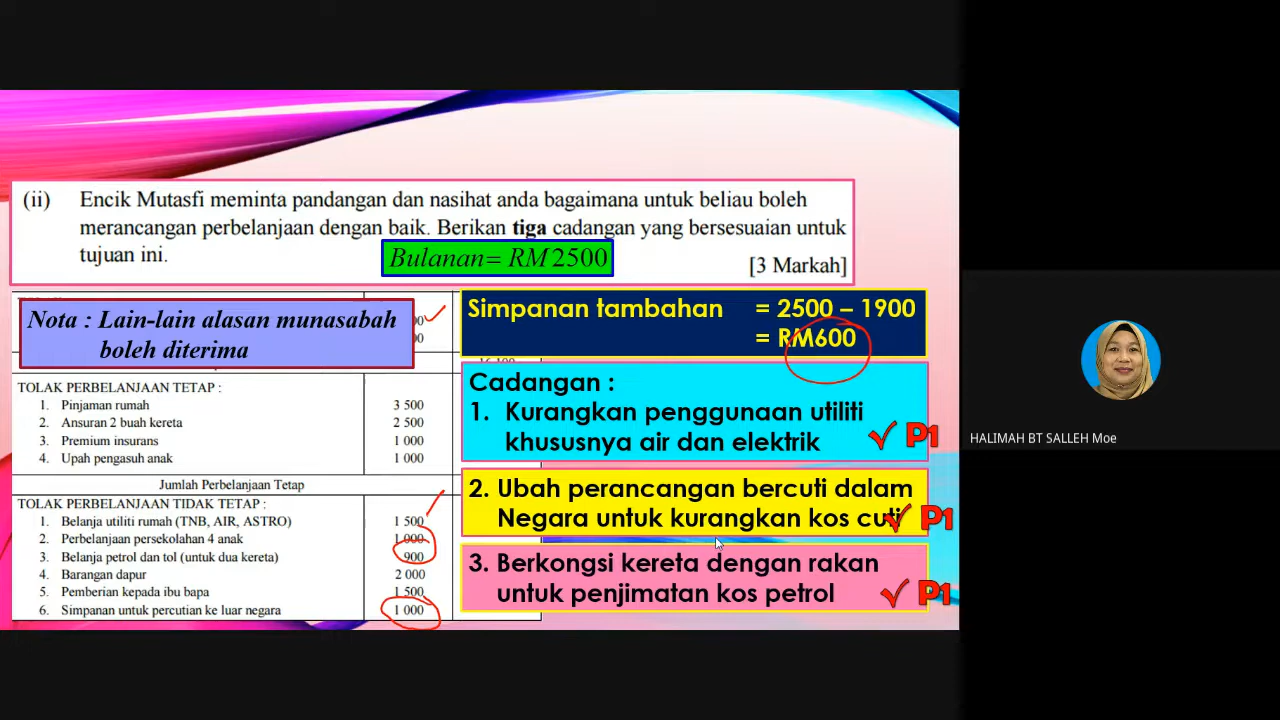 (ii) Encik Mutasfi meminta pandangan dan nasihat anda bagaimana untuk beliau boleh
merancangan perbelanjaan dengan baik. Berikan tiga cadangan yang bersesuaian untuk
tujuan ini.
[3 Markah]
Bulanan = RM 2500
Nota : Lain-lain alasan munasabah
boleh diterima
TOLAK PERBELANJAAN TETAP :
1. Pinjaman rumah 3 500
2. Ansuran 2 buah kereta 2 500
3. Premium insurans 1 000
4. Upah pengasuh anak 1 000
Jumlah Perbelanjaan Tetap
TOLAK PERBELANJAAN TIDAK TETAP :
1. Belanja utiliti rumah (TNB, AIR, ASTRO) 1 500
2. Perbelanjaan persekolahan 4 anak 1 000
3. Belanja petrol dan tol (untuk dua kereta) 900
4. Barangan dapur 2 000
5. Pemberian kepada ibu bapa 1 500
6. Simpanan untuk percutian ke luar negara 1 000
Simpanan tambahan = 2500 – 1900
= RM600
Cadangan :
1. Kurangkan penggunaan utiliti
khususnya air dan elektrik
√ P1
2. Ubah perancangan bercuti dalam
Negara untuk kurangkan kos cuti
√ P1
3. Berkongsi kereta dengan rakan
untuk penjimatan kos petrol
√ P1
HALIMAH BT SALLEH Moe